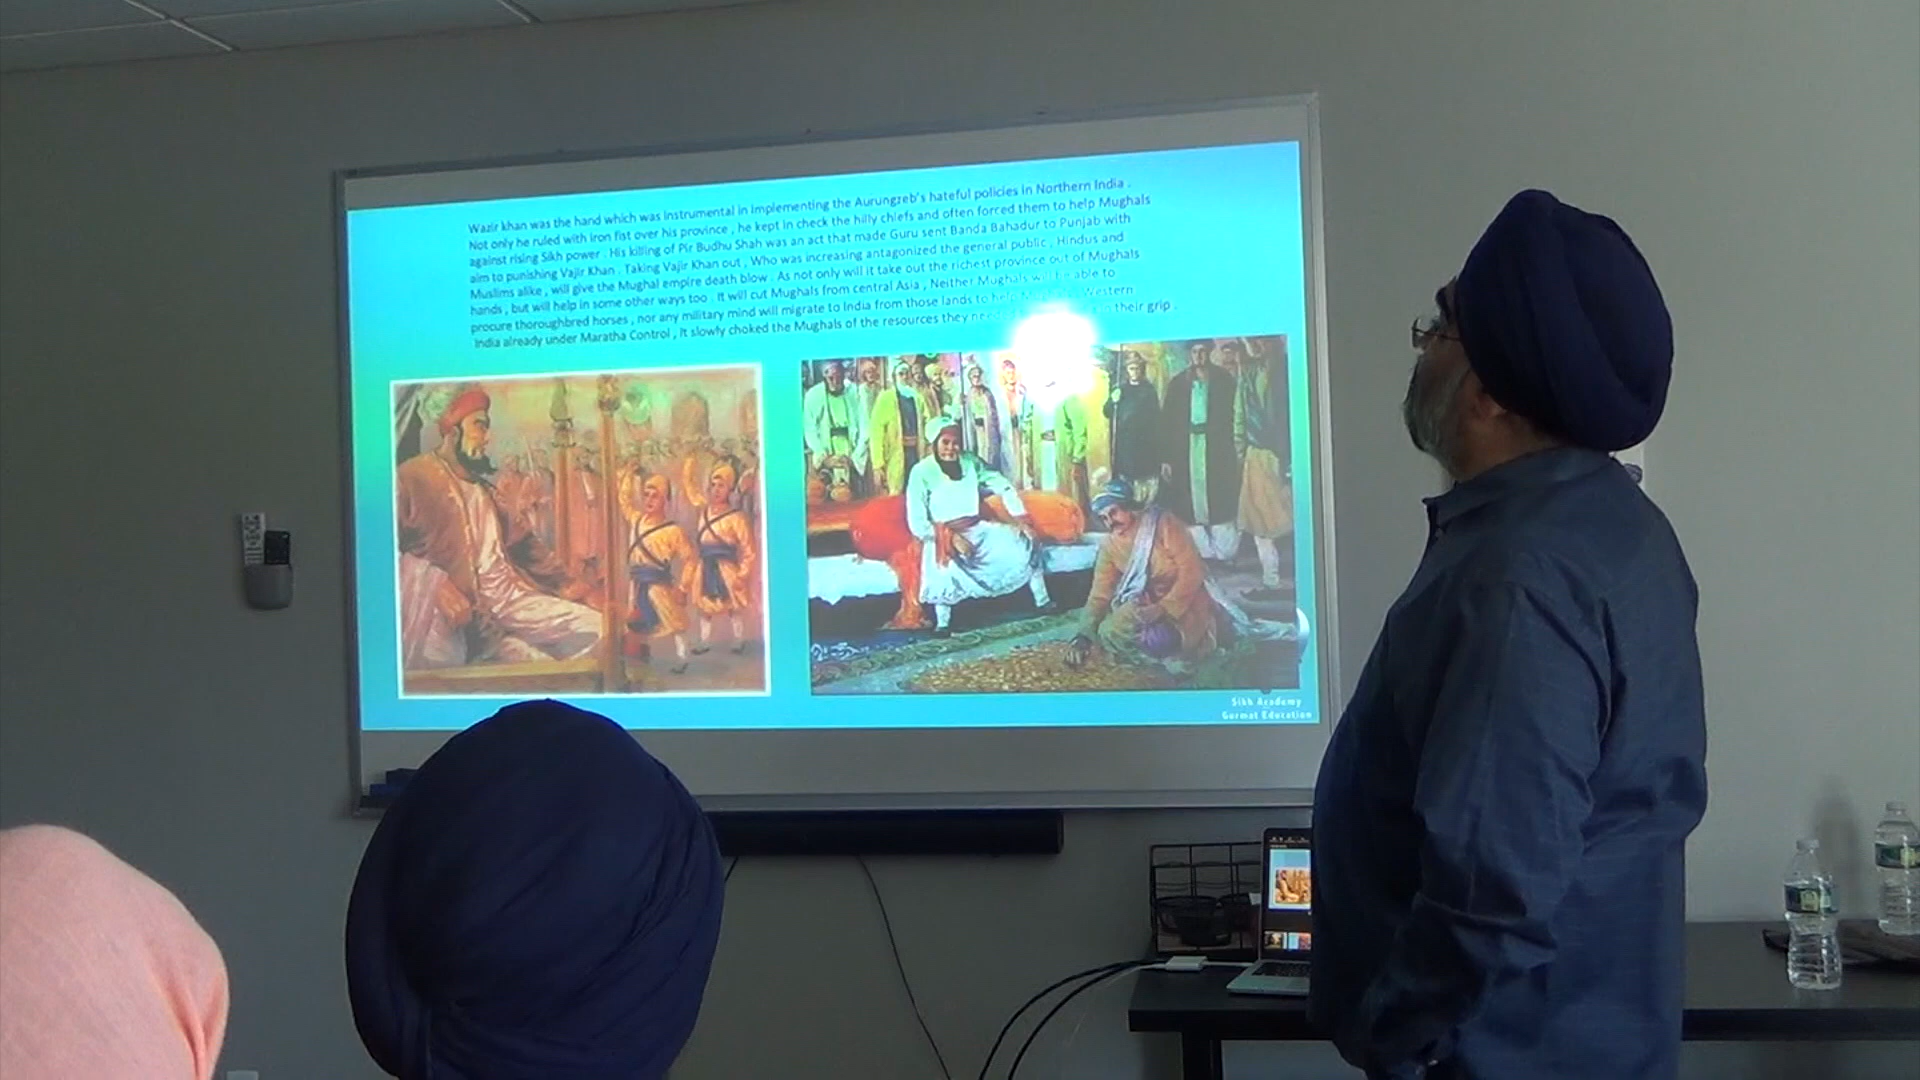 Wazir khan was the hand which was instrumental in implementing the Aurungzeb's hateful policies in Northern India .
Not only he ruled with iron fist over his province , he kept in check the hilly chiefs and often forced them to help Mughals
against rising Sikh power . His killing of Pir Budhu Shah was an act that made Guru sent Banda Bahadur to Punjab with
aim to punishing Vajir Khan . Taking Vajir Khan out , Who was increasing antagonized the general public , Hindus and
Muslims alike , will give the Mughal empire death blow . As not only will it take out the richest province out of Mughals
hands , but will help in some other ways too . It will cut Mughals from central Asia , Neither Mughals will be able to
procure thoroughbred horses , nor any military mind will migrate to India from those lands to help Western
India already under Maratha Control , It slowly choked the Mughals of the resources they their grip .
Sikh Academy
Gurmat Education